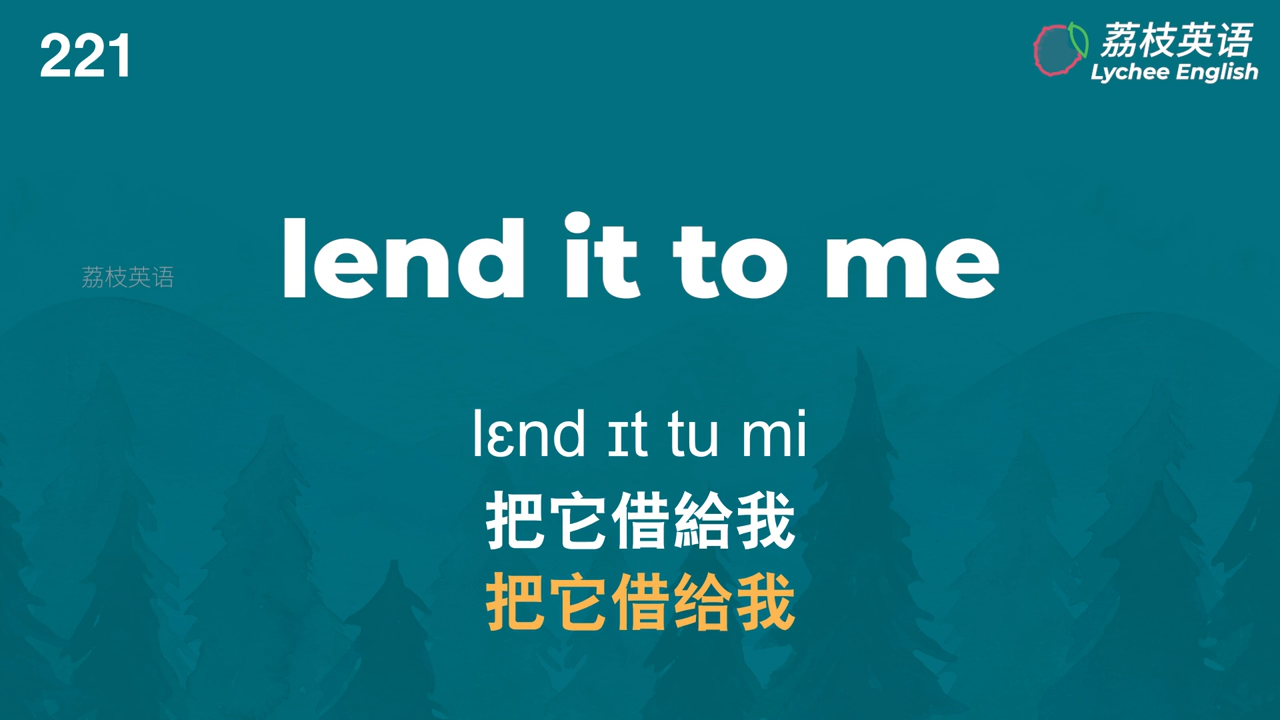 221
荔枝英语
Lychee English
lend it to me
荔枝英语
lɛnd ɪt tu mi
把它借給我
把它借给我